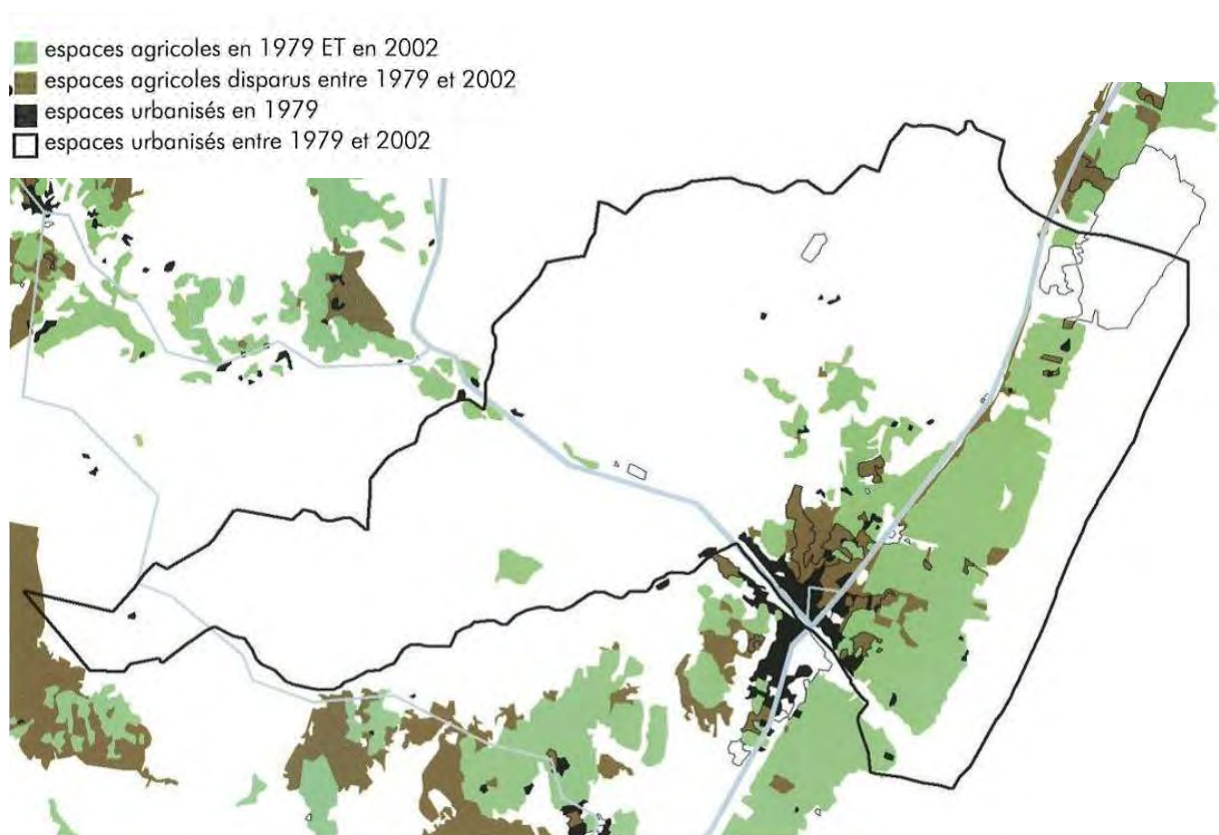 espaces agricoles en 1979 ET en 2002
espaces agricoles disparus entre 1979 et 2002
espaces urbanisés en 1979
espaces urbanisés entre 1979 et 2002